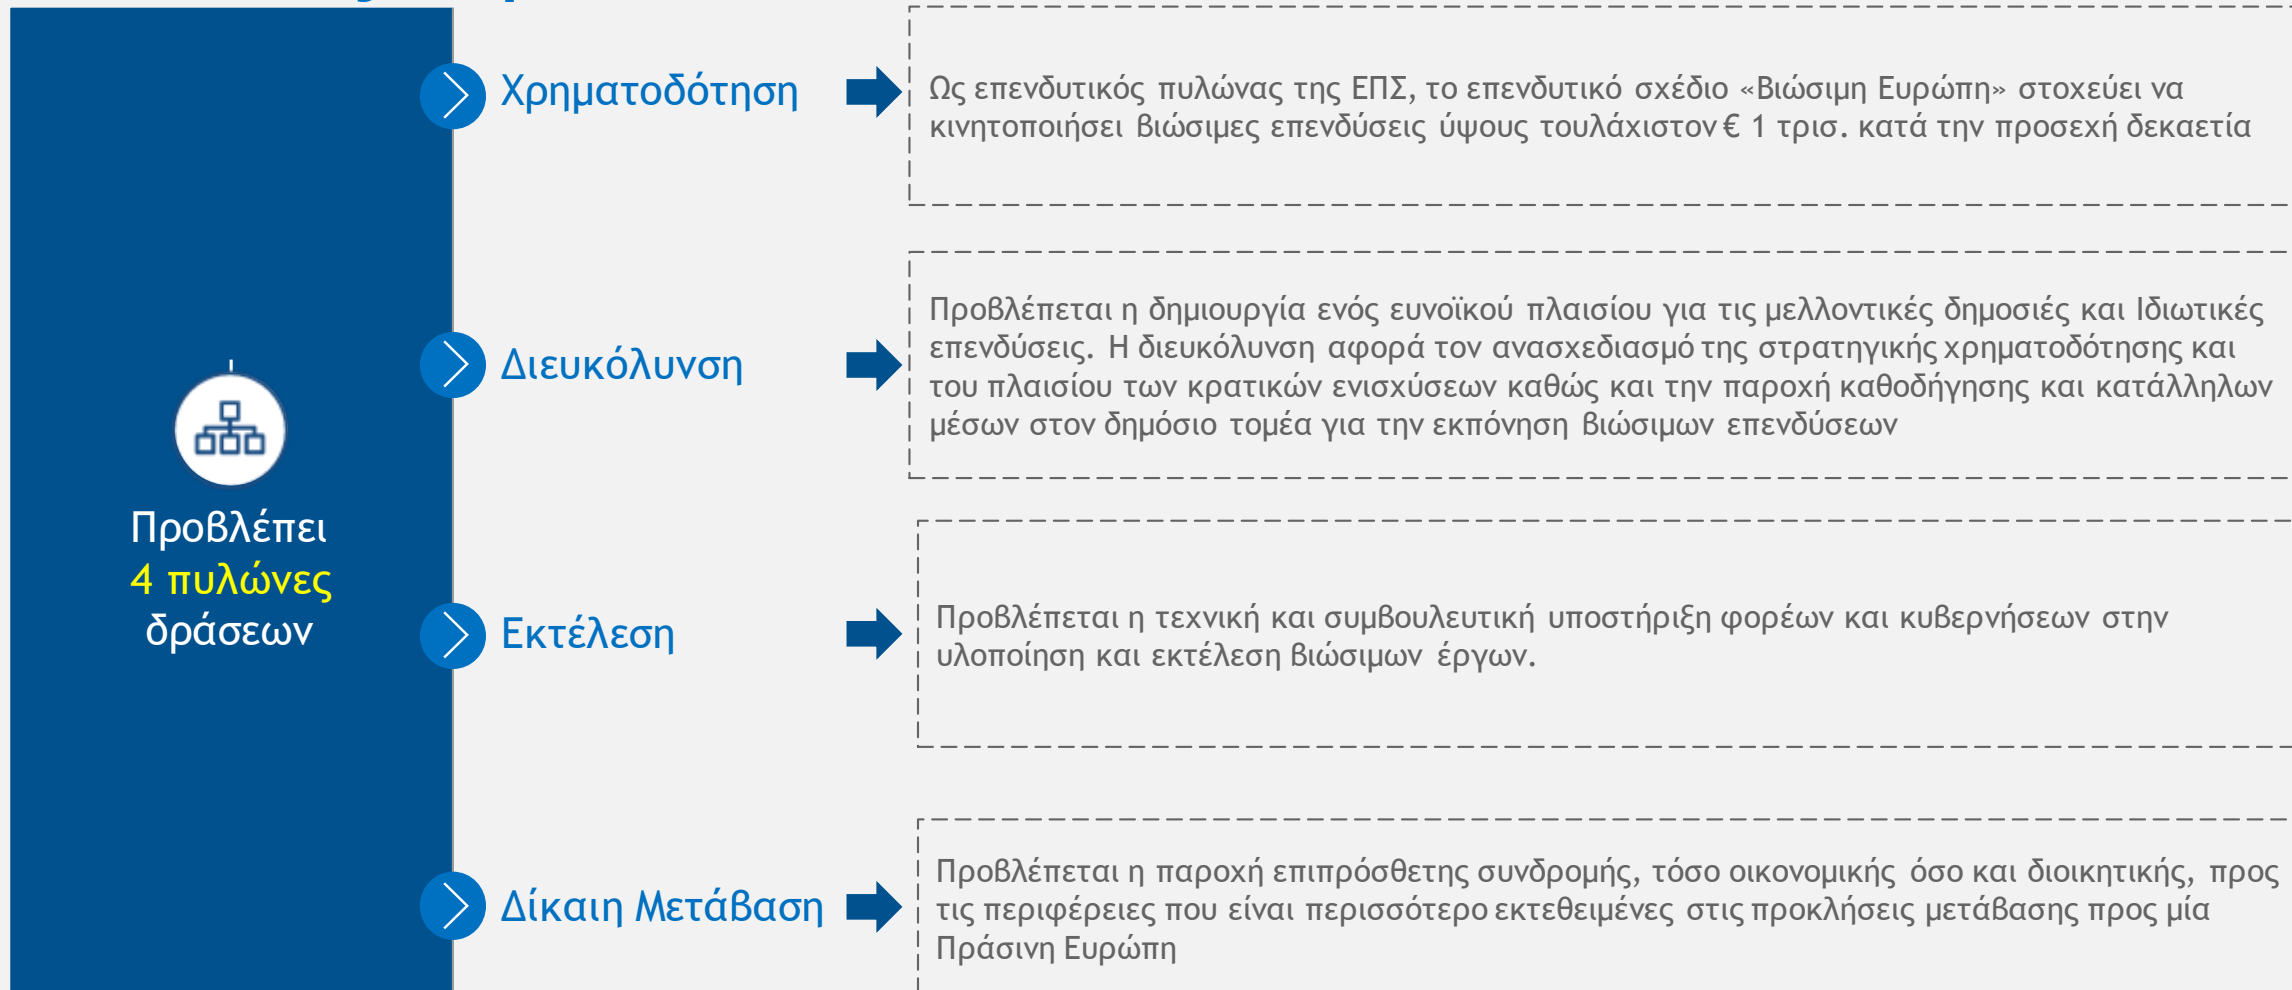 Προβλέπει
4 πυλώνες
δράσεων
Χρηματοδότηση
Ως επενδυτικός πυλώνας της ΕΠΣ, το επενδυτικό σχέδιο «Βιώσιμη Ευρώπη» στοχεύει να
κινητοποιήσει βιώσιμες επενδύσεις ύψους τουλάχιστον € 1 τρισ. κατά την προσεχή δεκαετία
Διευκόλυνση
Προβλέπεται η δημιουργία ενός ευνοϊκού πλαισίου για τις μελλοντικές δημοσιές και Ιδιωτικές
επενδύσεις. Η διευκόλυνση αφορά τον ανασχεδιασμό της στρατηγικής χρηματοδότησης και
του πλαισίου των κρατικών ενισχύσεων καθώς και την παροχή καθοδήγησης και κατάλληλων
μέσων στον δημόσιο τομέα για την εκπόνηση βιώσιμων επενδύσεων
Εκτέλεση
Προβλέπεται η τεχνική και συμβουλευτική υποστήριξη φορέων και κυβερνήσεων στην
υλοποίηση και εκτέλεση βιώσιμων έργων.
Δίκαιη Μετάβαση
Προβλέπεται η παροχή επιπρόσθετης συνδρομής, τόσο οικονομικής όσο και διοικητικής, προς
τις περιφέρειες που είναι περισσότερο εκτεθειμένες στις προκλήσεις μετάβασης προς μία
Πράσινη Ευρώπη